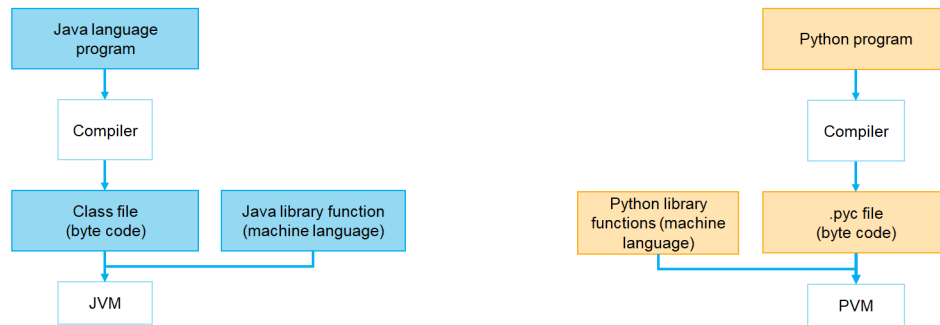 Java language
program
Compiler
Class file
(byte code)
Java library function
(machine language)
JVM
Python program
Compiler
Python library
functions (machine
language)
.pyc file
(byte code)
PVM